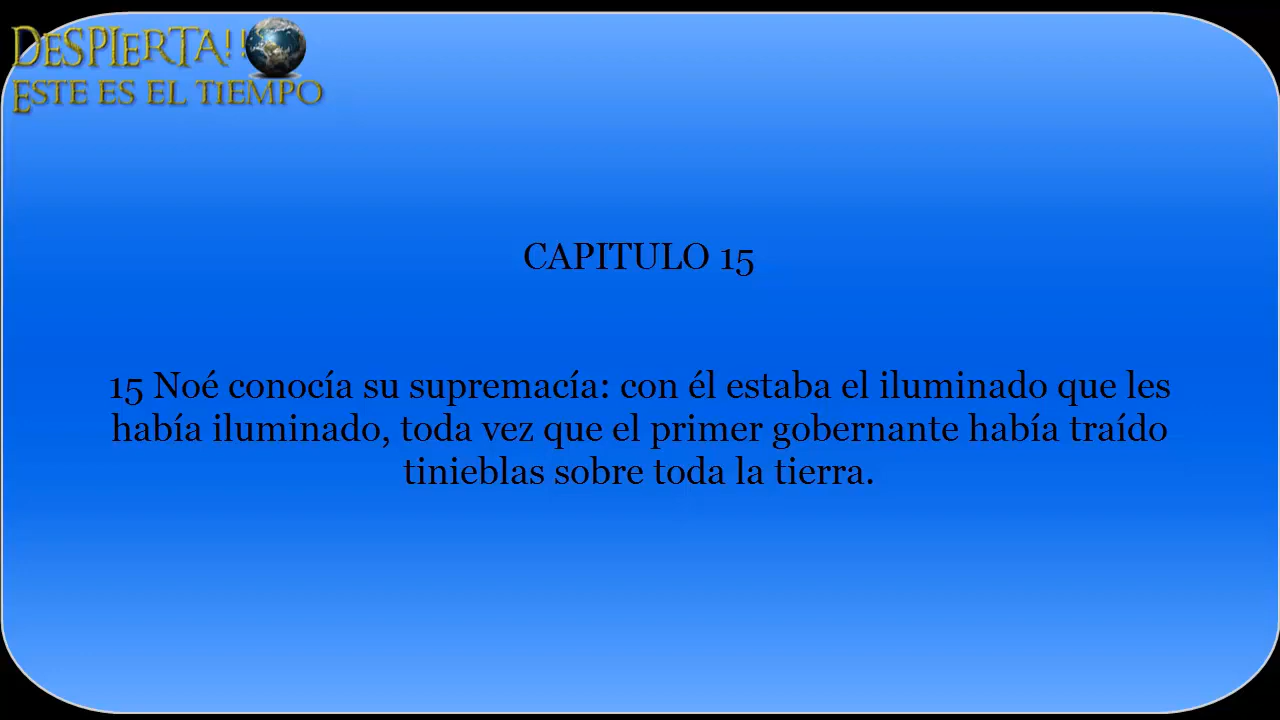 DESPIERTA!!
ESTE ES EL TIEMPO
CAPITULO 15
15 Noé conocía su supremacía: con él estaba el iluminado que les
había iluminado, toda vez que el primer gobernante había traído
tinieblas sobre toda la tierra.